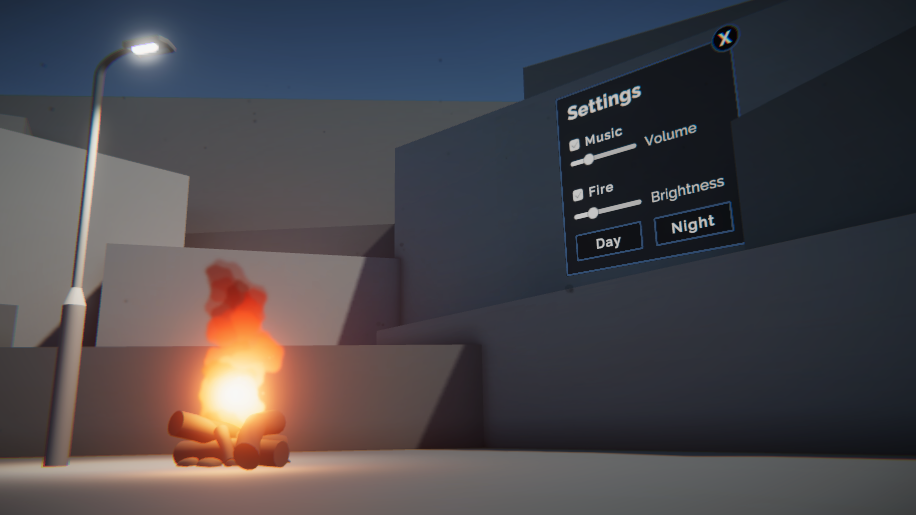 X
Settings
Music
Volume
Fire
Brightness
Day
Night